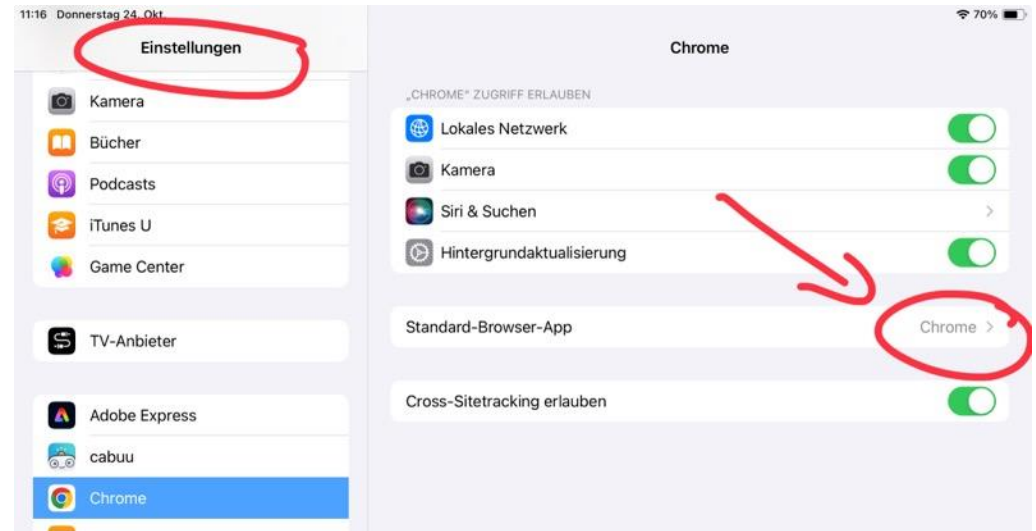 11:16 Donnerstag 24. Okt.
70%
Einstellungen
Kamera
Bücher
Podcasts
iTunes U
Game Center
TV-Anbieter
Adobe Express
cabuu
Chrome
Chrome
„CHROME“ ZUGRIFF ERLAUBEN
Lokales Netzwerk
Kamera
Siri & Suchen
Hintergrundaktualisierung
Standard-Browser-App Chrome
Cross-Sitetracking erlauben